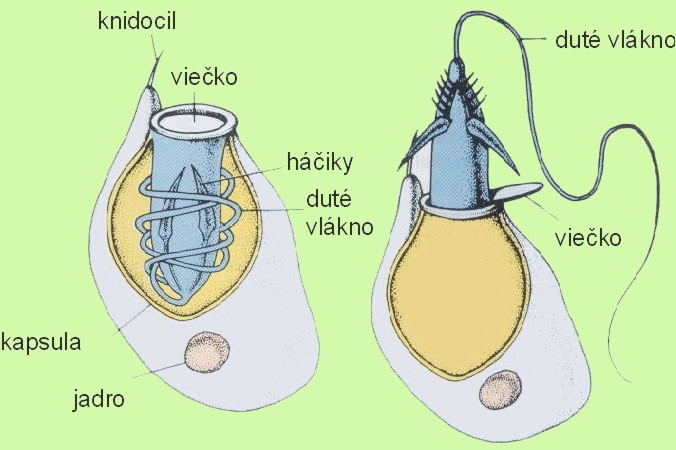 knidocil
viečko
háčiky
duté
vlákno
kapsula
jadro
duté vlákno
viečko